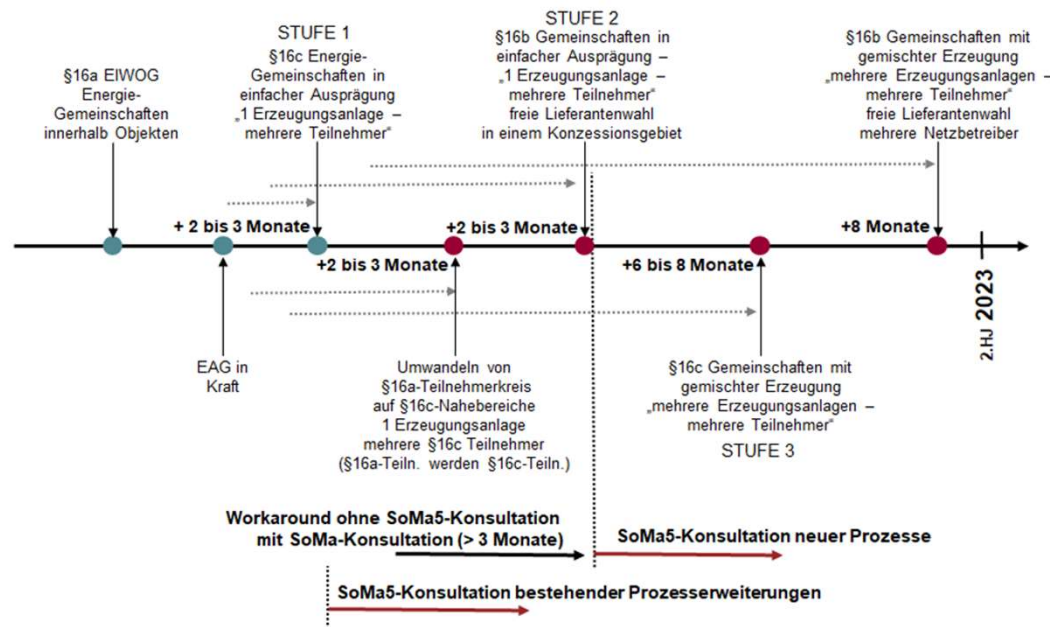 §16a ElWOG
Energie-
Gemeinschaften
innerhalb Objekten
STUFE 1
§16c Energie-
Gemeinschaften in
einfacher Ausprägung
„1 Erzeugungsanlage –
mehrere Teilnehmer“
STUFE 2
§16b Gemeinschaften in
einfacher Ausprägung –
„1 Erzeugungsanlage –
mehrere Teilnehmer“
freie Lieferantenwahl
in einem Konzessionsgebiet
§16b Gemeinschaften mit
gemischter Erzeugung
„mehrere Erzeugungsanlagen –
mehrere Teilnehmer“
freie Lieferantenwahl
mehrere Netzbetreiber
+ 2 bis 3 Monate
+2 bis 3 Monate
+2 bis 3 Monate
+6 bis 8 Monate
+8 Monate
2.HJ 2023
EAG in
Kraft
Umwandeln von
§16a-Teilnehmerkreis
auf §16c-Nahebereiche
1 Erzeugungsanlage
mehrere §16c Teilnehmer
(§16a-Teiln. werden §16c-Teiln.)
§16c Gemeinschaften mit
gemischter Erzeugung
„mehrere Erzeugungsanlagen –
mehrere Teilnehmer“
STUFE 3
Workaround ohne SoMa5-Konsultation
mit SoMa-Konsultation (> 3 Monate)
SoMa5-Konsultation neuer Prozesse
SoMa5-Konsultation bestehender Prozesserweiterungen